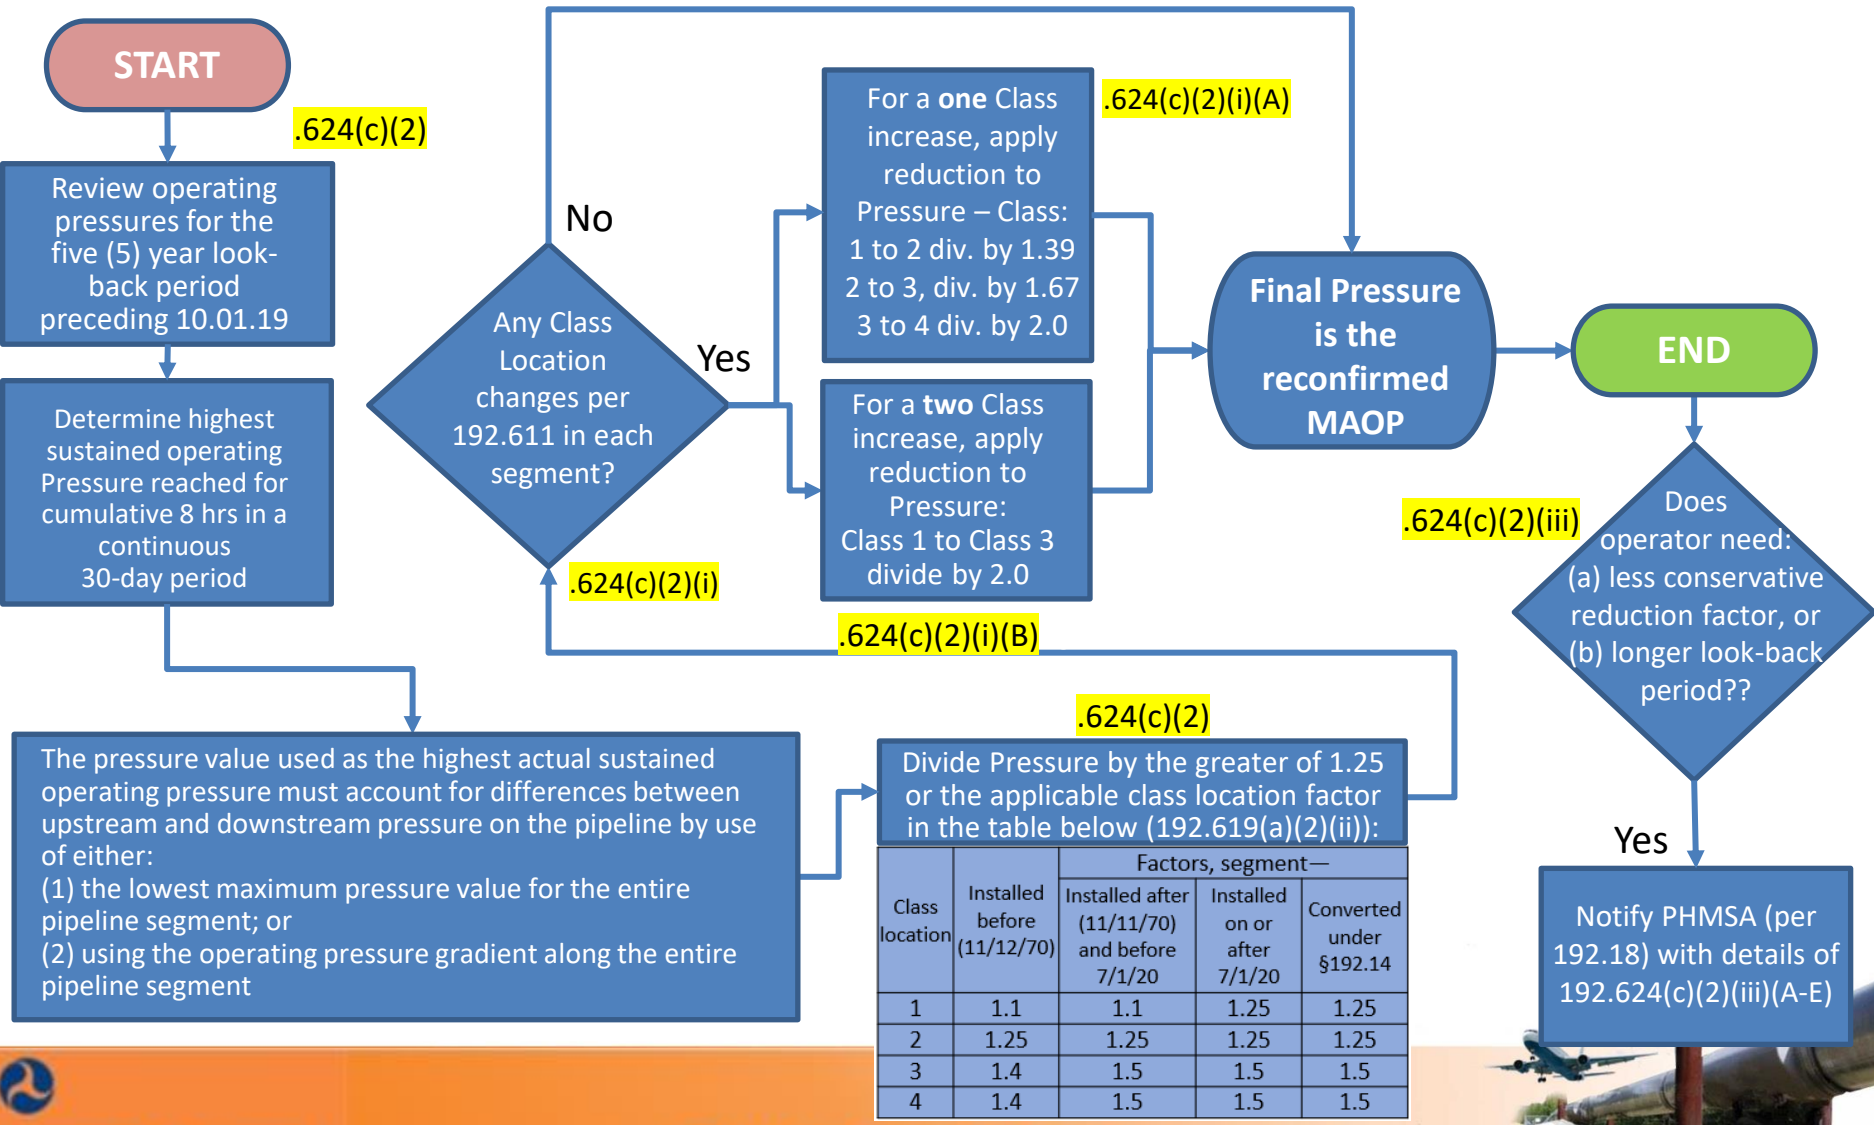 START
.624(c)(2)
Review operating
pressures for the
five (5) year look-
back period
preceding 10.01.19
Determine highest
sustained operating
Pressure reached for
cumulative 8 hrs in a
continuous
30-day period
The pressure value used as the highest actual sustained
operating pressure must account for differences between
upstream and downstream pressure on the pipeline by use
of either:
(1) the lowest maximum pressure value for the entire
pipeline segment; or
(2) using the operating pressure gradient along the entire
pipeline segment
.624(c)(2)
Divide Pressure by the greater of 1.25
or the applicable class location factor
in the table below (192.619(a)(2)(ii)):
Factors, segment—
Class
location
Installed
before
(11/12/70)
Installed after
(11/11/70)
and before
7/1/20
Installed
on or
after
7/1/20
Converted
under
§192.14
1 1.1 1.1 1.25 1.25
2 1.25 1.25 1.25 1.25
3 1.4 1.5 1.5 1.5
4 1.4 1.5 1.5 1.5
.624(c)(2)(i)(B)
.624(c)(2)(i)
Any Class
Location
changes per
192.611 in each
segment?
No
Yes
For a one Class
increase, apply
reduction to
Pressure – Class:
1 to 2 div. by 1.39
2 to 3, div. by 1.67
3 to 4 div. by 2.0
.624(c)(2)(i)(A)
For a two Class
increase, apply
reduction to
Pressure:
Class 1 to Class 3
divide by 2.0
Final Pressure
is the
reconfirmed
MAOP
END
.624(c)(2)(iii)
Does
operator need:
(a) less conservative
reduction factor, or
(b) longer look-back
period??
Yes
Notify PHMSA (per
192.18) with details of
192.624(c)(2)(iii)(A-E)